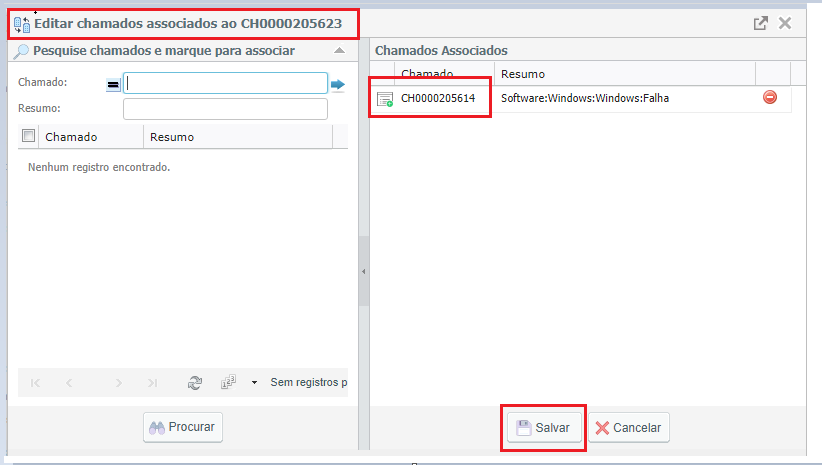 Editar chamados associados ao CH0000205623
Pesquise chamados e marque para associar
Chamado:
Resumo:
Chamado Resumo
Nenhum registro encontrado.
Sem registros p
Procurar
Chamados Associados
Chamado Resumo
CH0000205614 Software:Windows:Windows:Falha
Salvar Cancelar